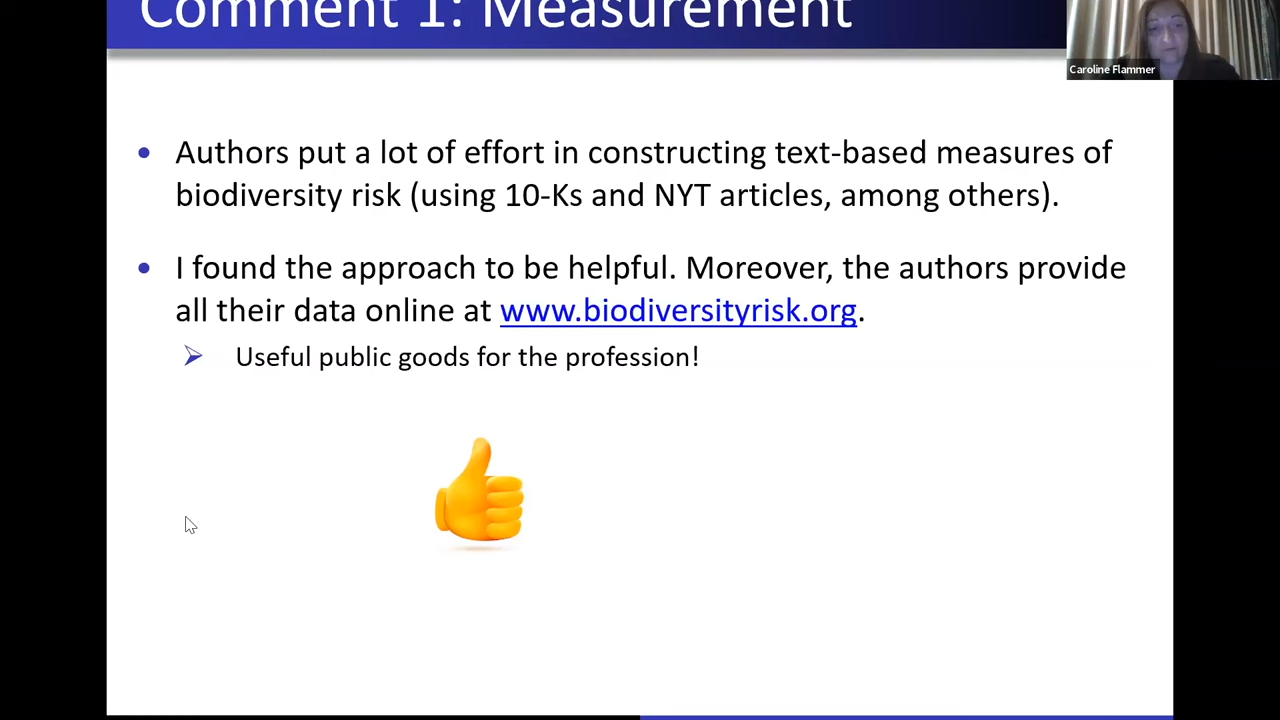 Comment 1: Measurement
Caroline Flammer
• Authors put a lot of effort in constructing text-based measures of
biodiversity risk (using 10-Ks and NYT articles, among others).
• I found the approach to be helpful. Moreover, the authors provide
all their data online at www.biodiversityrisk.org.
➢ Useful public goods for the profession!